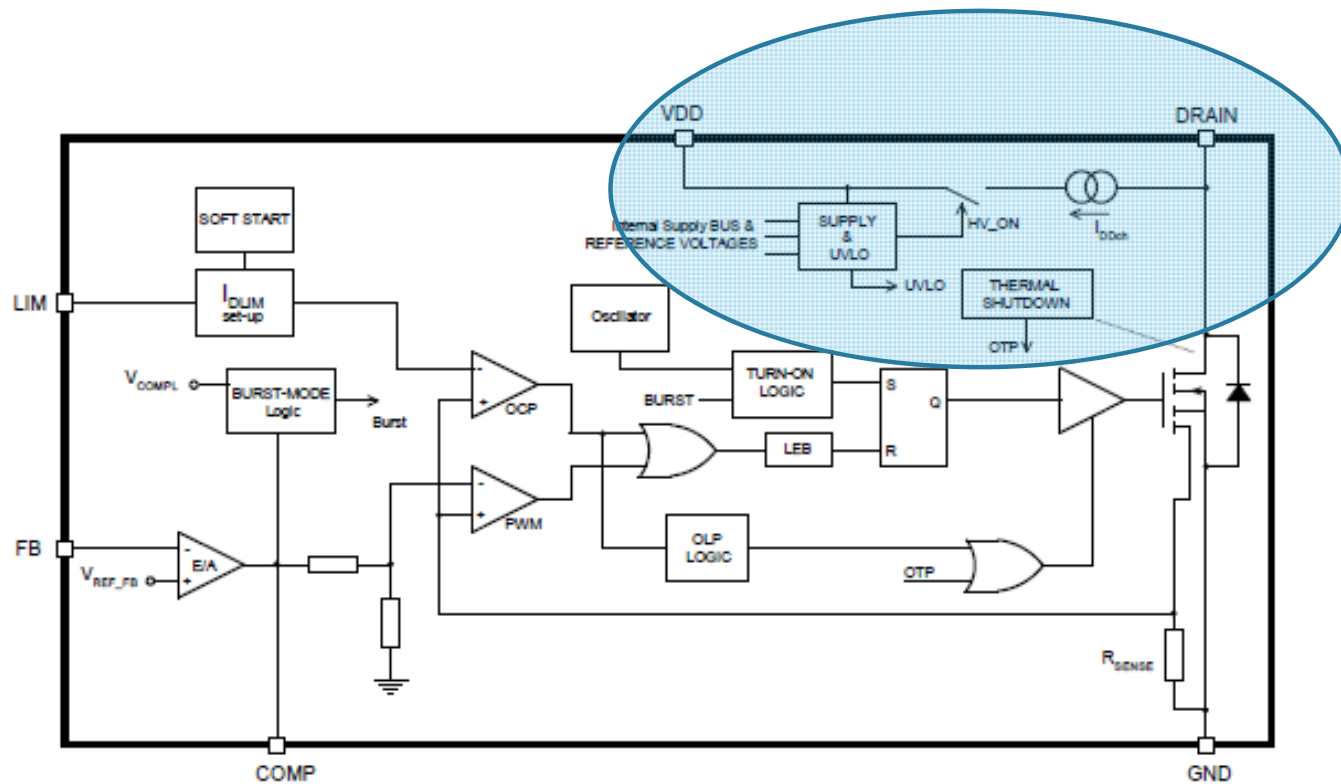 VDD
DRAIN
SOFT START
Internal Supply BUS &
REFERENCE VOLTAGES
SUPPLY
&
UVLO
HV_ON
IDDch
UVLO
THERMAL
SHUTDOWN
OTP
LIM
IDLIM
set-up
Oscillator
VCOMPL
BURST-MODE
Logic
Burst
-
+
OCP
BURST
TURN-ON
LOGIC
S
R
Q
LEB
-
+
PWM
FB
VREF_FB
-
+
E/A
OLP
LOGIC
OTP
RSENSE
COMP
GND